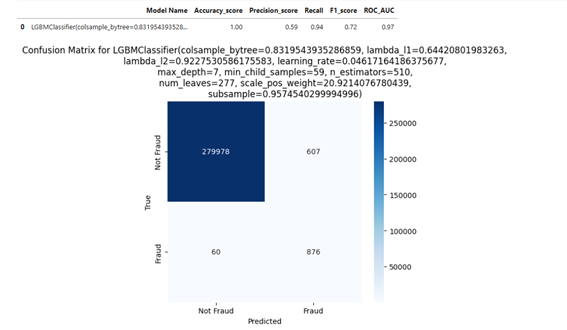 Model Name Accuracy_score Precision_score Recall F1_score ROC_AUC
0 LGBMClassifier(colsample_bytree=0.831954393528... 1.00 0.59 0.94 0.72 0.97
Confusion Matrix for LGBMClassifier(colsample_bytree=0.8319543935286859, lambda_l1=0.64420801983263,
lambda_l2=0.9227530586175583, learning_rate=0.04617164186375677,
max_depth=7, min_child_samples=59, n_estimators=510,
num_leaves=277, scale_pos_weight=20.9214076780439,
subsample=0.9574540299994996)
Not Fraud
279978
607
250000
200000
150000
100000
50000
True
Fraud
60
876
Not Fraud
Fraud
Predicted